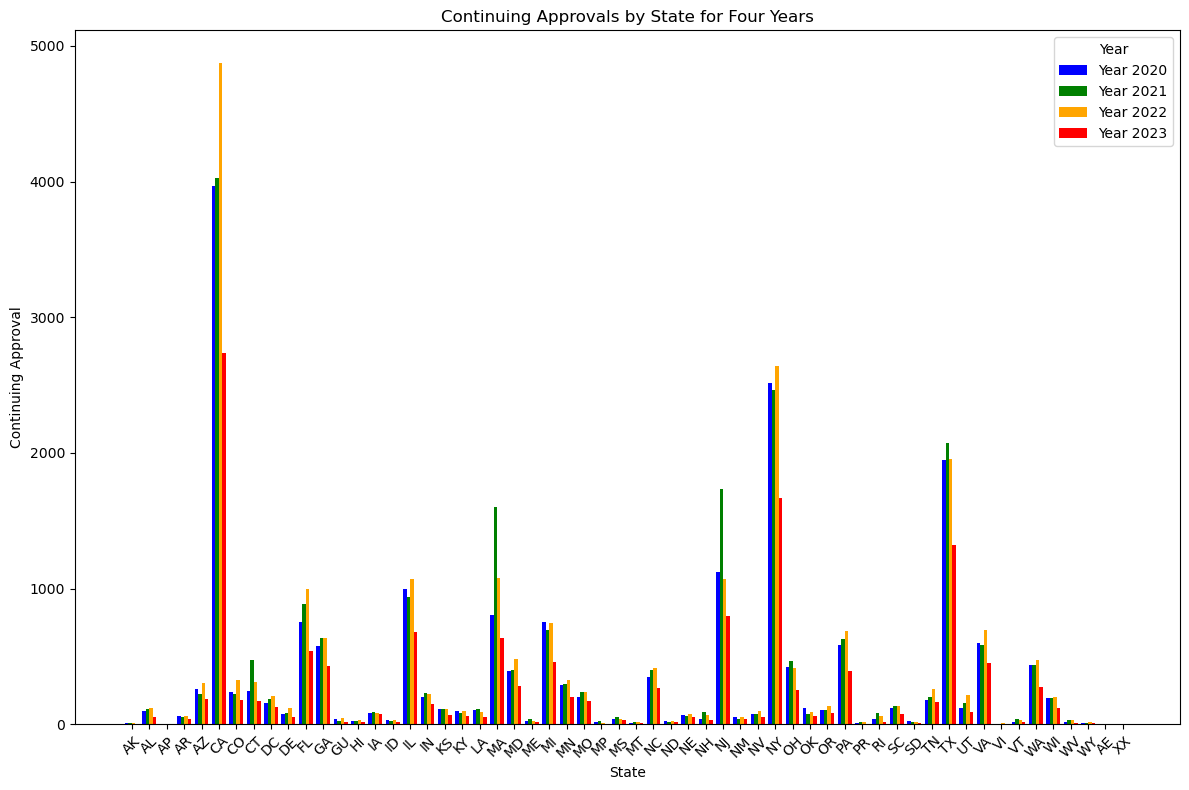 Continuing Approvals by State for Four Years
Year
Year 2020
Year 2021
Year 2022
Year 2023
Continuing Approval
5000
4000
3000
2000
1000
0
AK AL AP AR AZ CA CO CT DC DE FL GA GU HI IA ID IL IN KS KY LA MA MD ME MI MN MO MP MS MT NC ND NE NH NJ NM NV NY OH OK OR PA PR RI SC SD TN TX UT VA VI VT WA WI WV WY AE XX
State